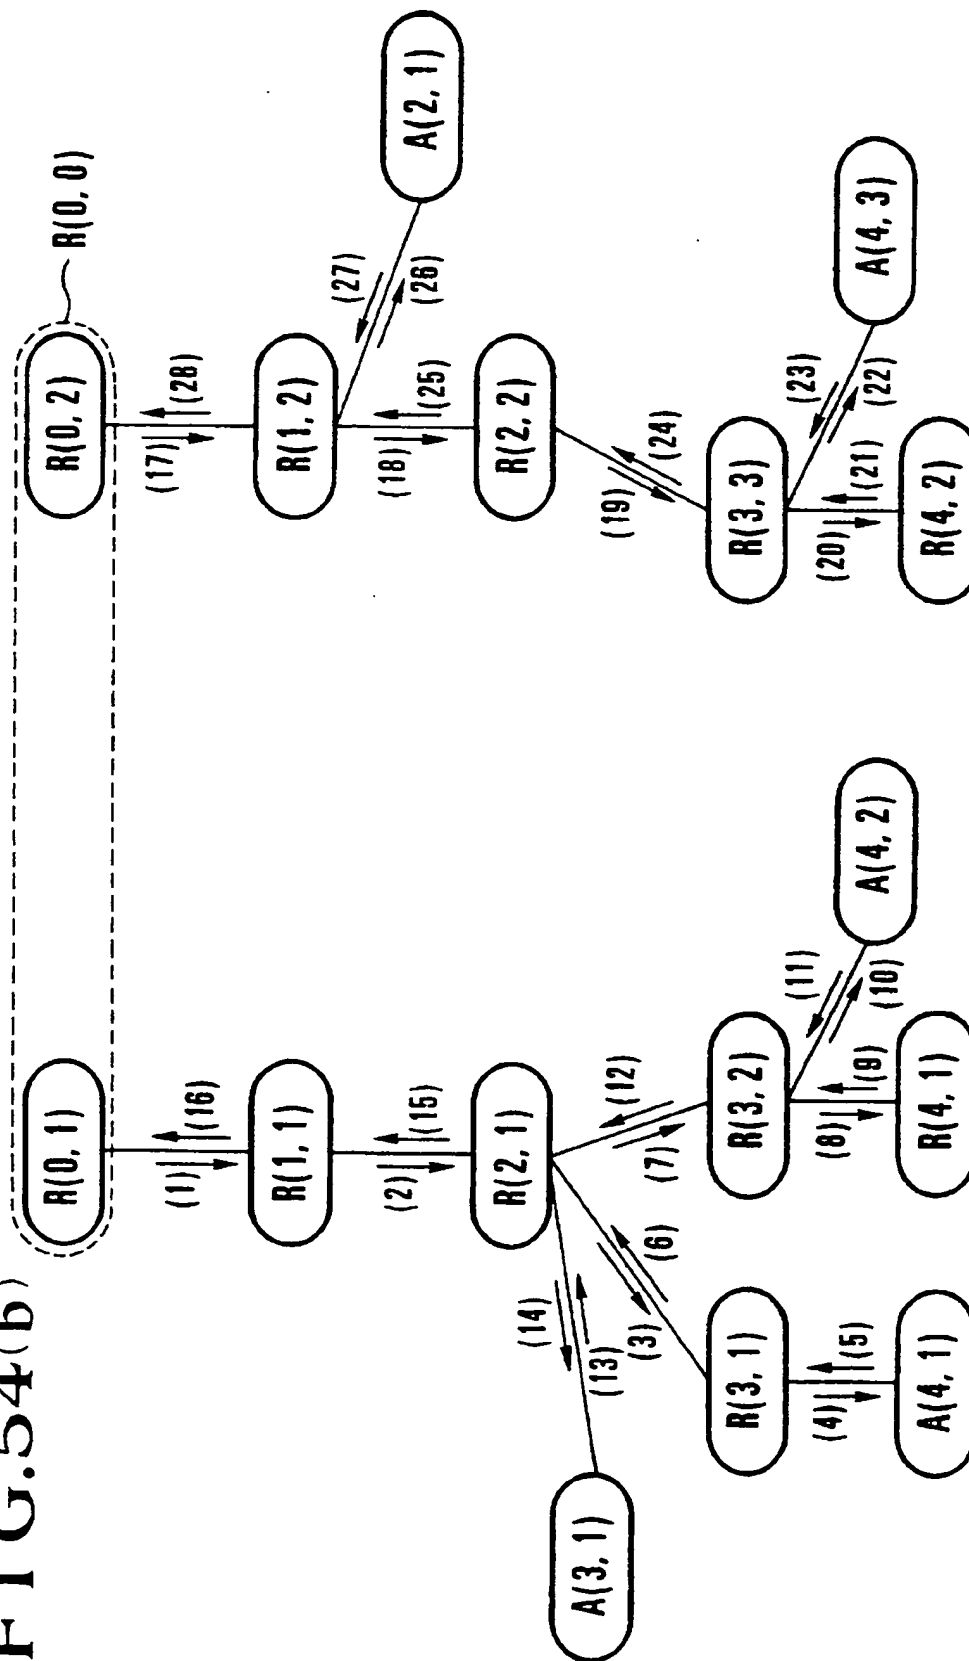 FIG.54(b)
R(0,1)
R(0,2)
R(0,0)
(1)
(16)
(17)
(28)
R(1,1)
R(1,2)
(27)
(26)
A(2,1)
(2)
(15)
(18)
(25)
R(2,1)
R(2,2)
(14)
(13)
(3)
(6)
(7)
(12)
(19)
(24)
A(3,1)
R(3,1)
R(3,2)
R(3,3)
(4)
(5)
(8)
(9)
(11)
(10)
(20)
(21)
(23)
(22)
A(4,1)
R(4,1)
A(4,2)
R(4,2)
A(4,3)